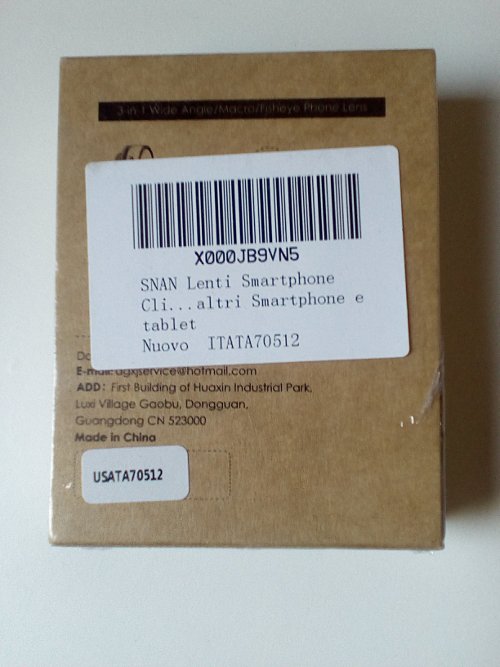 3 in 1 Wide Angle/Macro/Fisheye Phone Lens
X000JB9VN5
SNAN Lenti Smartphone
Cli...altri Smartphone e
tablet
Nuovo ITATA70512
E-mail:
ADD: First Building of Huaxin Industrial Park,
Luxi Village Gaobu, Dongguan,
Guangdong CN 523000
Made in China
USATA70512